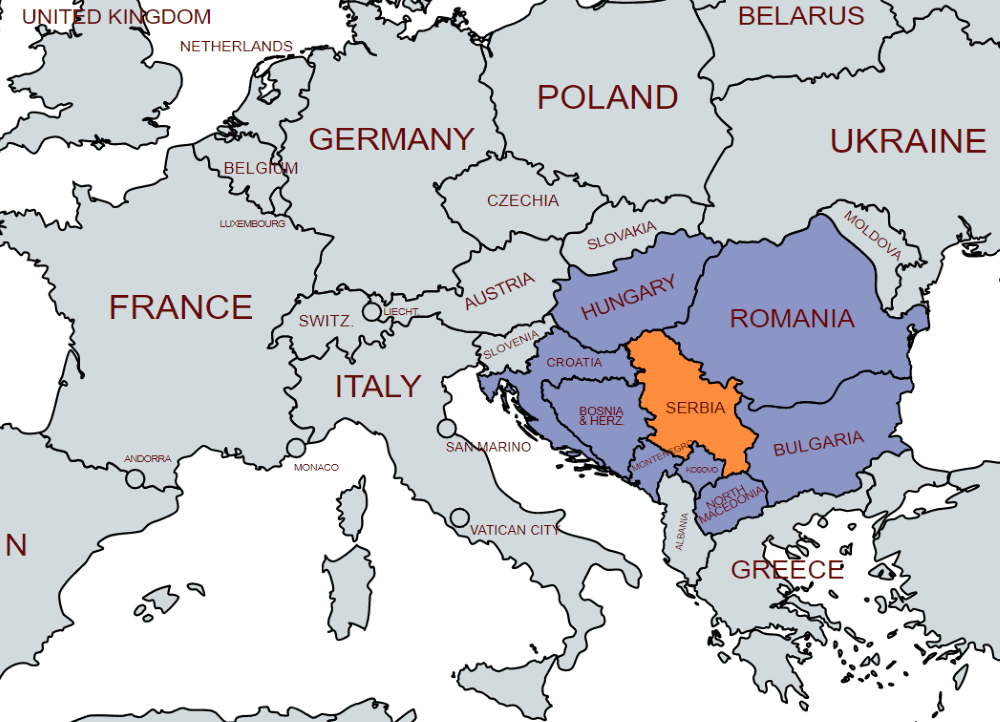 UNITED KINGDOM
BELARUS
NETHERLANDS
POLAND
GERMANY
UKRAINE
BELGIUM
CZECHIA
LUXEMBOURG
SLOVAKIA
MOLDOVA
AUSTRIA
HUNGARY
FRANCE
LIECHT.
SWITZ.
ROMANIA
SLOVENIA
CROATIA
ITALY
SERBIA
BOSNIA
& HERZ.
BULGARIA
SAN MARINO
MONTENEGRO
ANDORRA
MONACO
KOSOVO
NORTH
MACEDONIA
VATICAN CITY
ALBANIA
N
GREECE